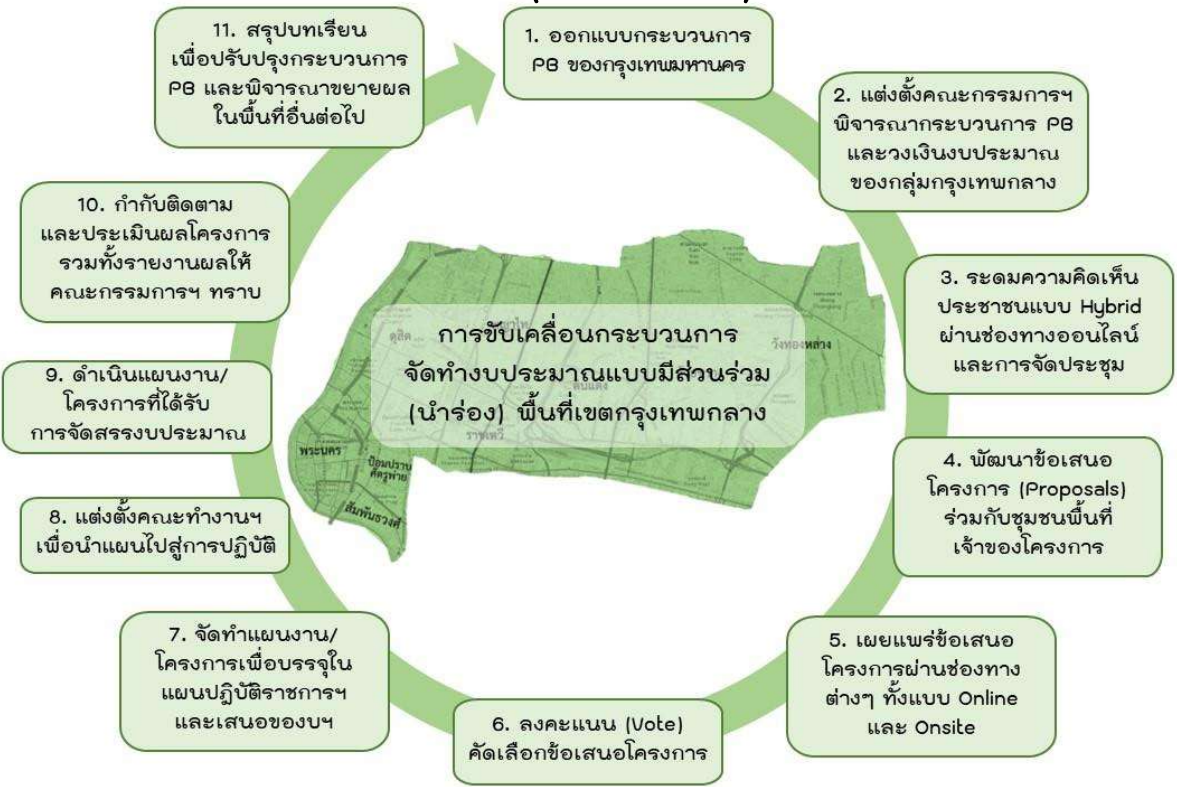 1. ออกแบบกระบวนการ
PB ของกรุงเทพมหานคร
2. แต่งตั้งคณะกรรมการฯ
พิจารณากระบวนการ PB
และวงเงินงบประมาณ
ของกลุ่มกรุงเทพกลาง
3. ระดมความคิดเห็น
ประชาชนแบบ Hybrid
ผ่านช่องทางออนไลน์
และการจัดประชุม
4. พัฒนาข้อเสนอ
โครงการ (Proposals)
ร่วมกับชุมชนพื้นที่
เจ้าของโครงการ
5. เผยแพร่ข้อเสนอ
โครงการผ่านช่องทาง
ต่างๆ ทั้งแบบ Online
และ Onsite
6. ลงคะแนน (Vote)
คัดเลือกข้อเสนอโครงการ
7. จัดทำแผนงาน/
โครงการเพื่อบรรจุใน
แผนปฏิบัติราชการฯ
และเสนอของบฯ
8. แต่งตั้งคณะทำงานฯ
เพื่อนำแผนไปสู่การปฏิบัติ
9. ดำเนินแผนงาน/
โครงการที่ได้รับ
การจัดสรรงบประมาณ
10. กำกับติดตาม
และประเมินผลโครงการ
รวมทั้งรายงานผลให้
คณะกรรมการฯ ทราบ
11. สรุปบทเรียน
เพื่อปรับปรุงกระบวนการ
PB และพิจารณาขยายผล
ในพื้นที่อื่นต่อไป
การขับเคลื่อนกระบวนการ
จัดทำงบประมาณแบบมีส่วนร่วม
(นำร่อง) พื้นที่เขตกรุงเทพกลาง
ดุสิต
วังทองหลาง
ราชเทวี
พระนคร
ป้อมปราบ
ศัตรูพ่าย
สัมพันธวงศ์